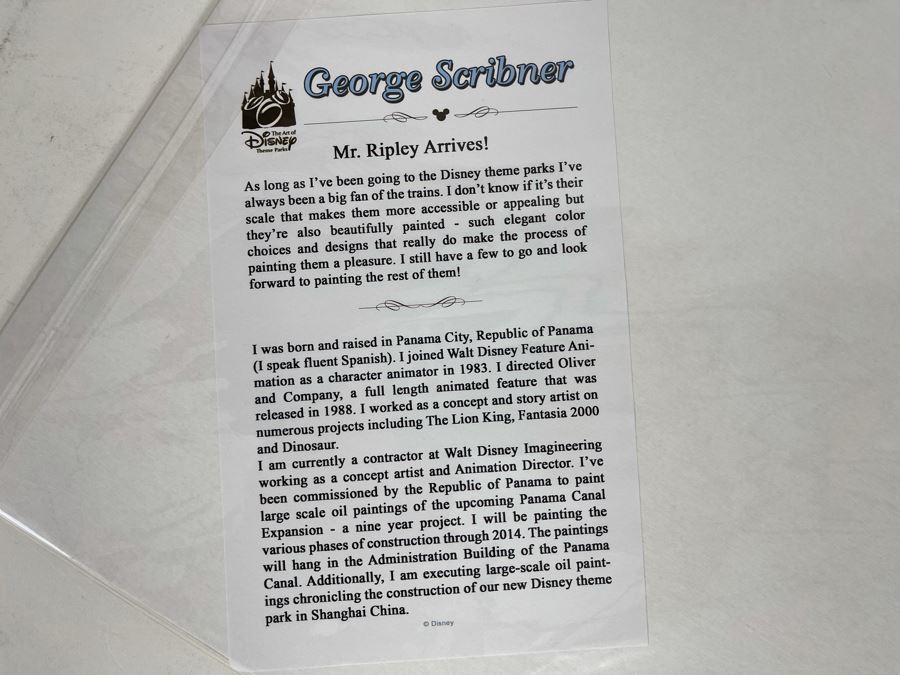 George Scribner
The Art of
Disney
Theme Parks
Mr. Ripley Arrives!
As long as I've been going to the Disney theme parks I've
always been a big fan of the trains. I don't know if it's their
scale that makes them more accessible or appealing but
they're also beautifully painted - such elegant color
choices and designs that really do make the process of
painting them a pleasure. I still have a few to go and look
forward to painting the rest of them!
I was born and raised in Panama City, Republic of Panama
(I speak fluent Spanish). I joined Walt Disney Feature Ani-
mation as a character animator in 1983. I directed Oliver
and Company, a full length animated feature that was
released in 1988. I worked as a concept and story artist on
numerous projects including The Lion King, Fantasia 2000
and Dinosaur.
I am currently a contractor at Walt Disney Imagineering
working as a concept artist and Animation Director. I've
been commissioned by the Republic of Panama to paint
large scale oil paintings of the upcoming Panama Canal
Expansion - a nine year project. I will be painting the
various phases of construction through 2014. The paintings
will hang in the Administration Building of the Panama
Canal. Additionally, I am executing large-scale oil paint-
ings chronicling the construction of our new Disney theme
park in Shanghai China.
© Disney